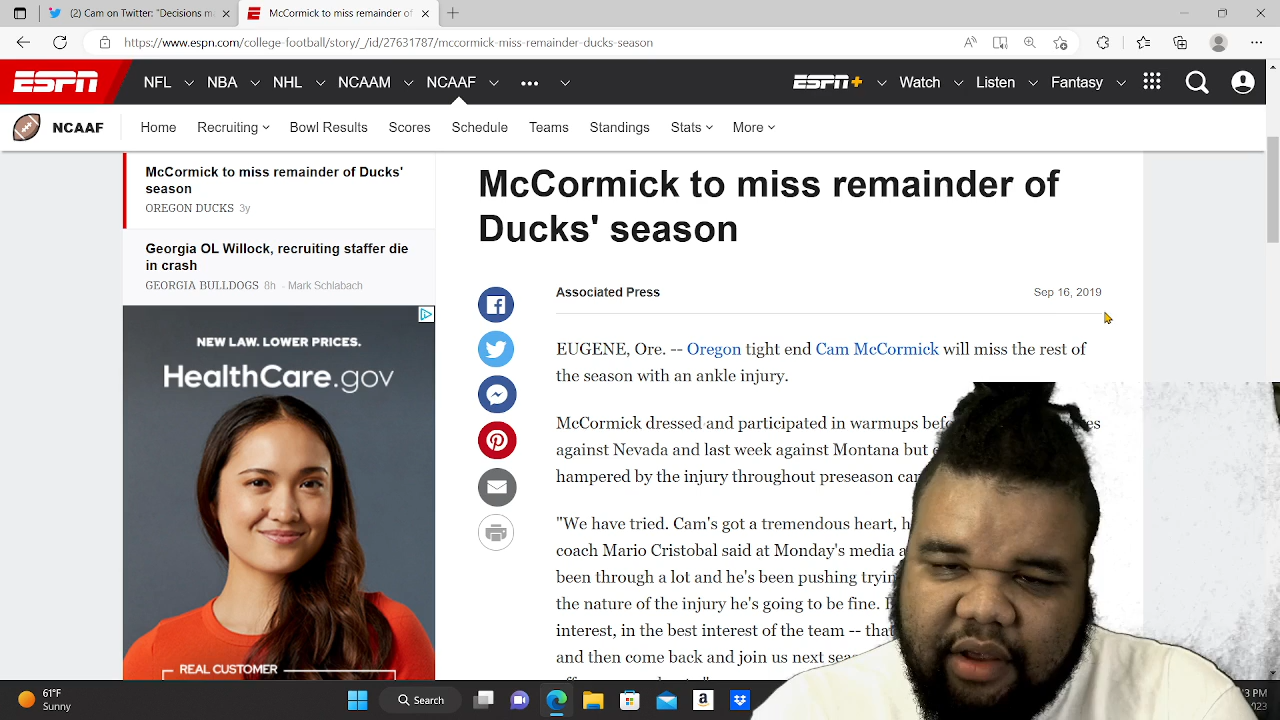 (2) Cam on Twitter: "Decisions
McCormick to miss remainder of
https://www.espn.com/college-football/story/_/id/27631787/mccormick-miss-remainder-ducks-season
ESPN NFL NBA NHL NCAAM NCAAF ESPN+ Watch Listen Fantasy
NCAAF Home Recruiting Bowl Results Scores Schedule Teams Standings Stats More
McCormick to miss remainder of Ducks'
season
OREGON DUCKS 3y
Georgia OL Willock, recruiting staffer die
in crash
GEORGIA BULLDOGS 8h - Mark Schlabach
NEW LAW. LOWER PRICES.
HealthCare.gov
REAL CUSTOMER
McCormick to miss remainder of
Ducks' season
Associated Press Sep 16, 2019
EUGENE, Ore. -- Oregon tight end Cam McCormick will miss the rest of
the season with an ankle injury.
McCormick dressed and participated in warmups
against Nevada and last week against Montana but
hampered by the injury throughout preseason
"We have tried. Cam's got a tremendous heart,
coach Mario Cristobal said at Monday's media
been through a lot and he's been pushing
the nature of the injury he's going to be fine.
interest, in the best interest of the team --
and then come back and join us next
61°F
Sunny
Search